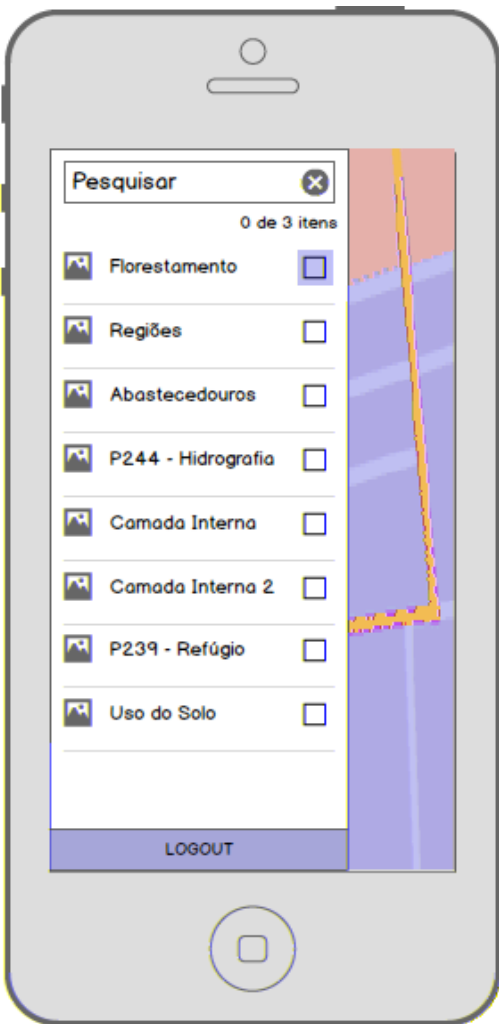 Pesquisar
0 de 3 itens
Florestamento
Regiões
Abastecedouros
P244 - Hidrografia
Camada Interna
Camada Interna 2
P239 - Refúgio
Uso do Solo
LOGOUT